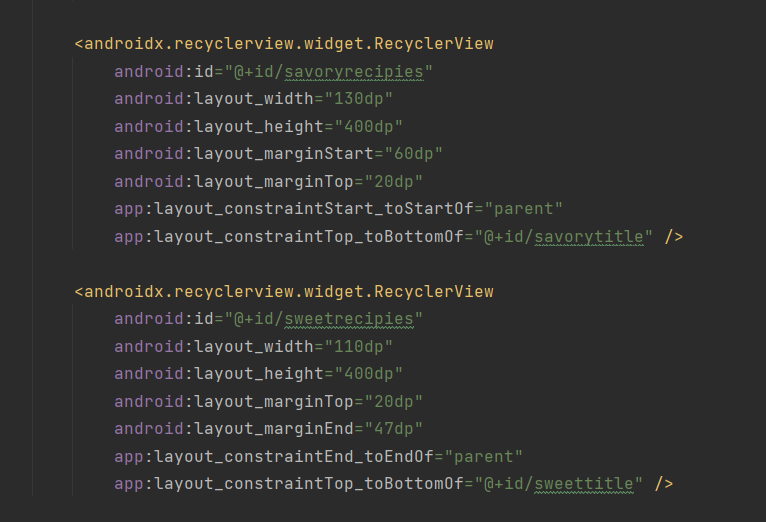 <androidx.recyclerview.widget.RecyclerView
android:id="@+id/savoryrecipies"
android:layout_width="130dp"
android:layout_height="400dp"
android:layout_marginStart="60dp"
android:layout_marginTop="20dp"
app:layout_constraintStart_toStartOf="parent"
app:layout_constraintTop_toBottomOf="@+id/savorytitle" />
<androidx.recyclerview.widget.RecyclerView
android:id="@+id/sweetrecipies"
android:layout_width="110dp"
android:layout_height="400dp"
android:layout_marginTop="20dp"
android:layout_marginEnd="47dp"
app:layout_constraintEnd_toEndOf="parent"
app:layout_constraintTop_toBottomOf="@+id/sweettitle" />